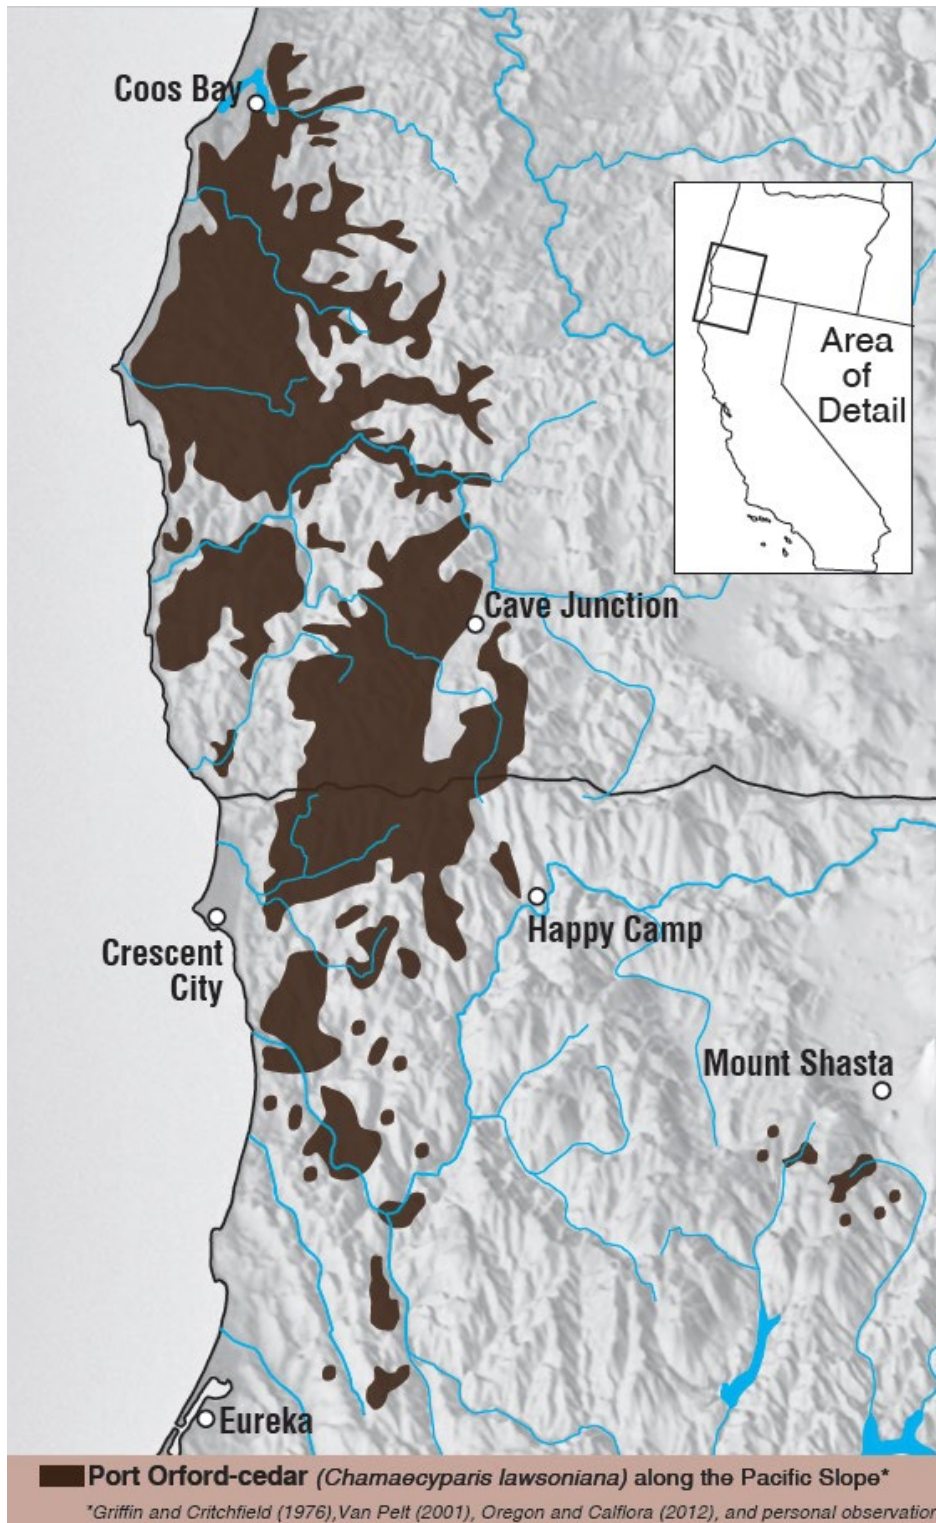 Coos Bay
Area
of
Detail
Cave Junction
Happy Camp
Crescent
City
Mount Shasta
Eureka
Port Orford-cedar (Chamaecyparis lawsoniana) along the Pacific Slope*
*Griffin and Critchfield (1976),Van Pelt (2001), Oregon and Calflora (2012), and personal observation